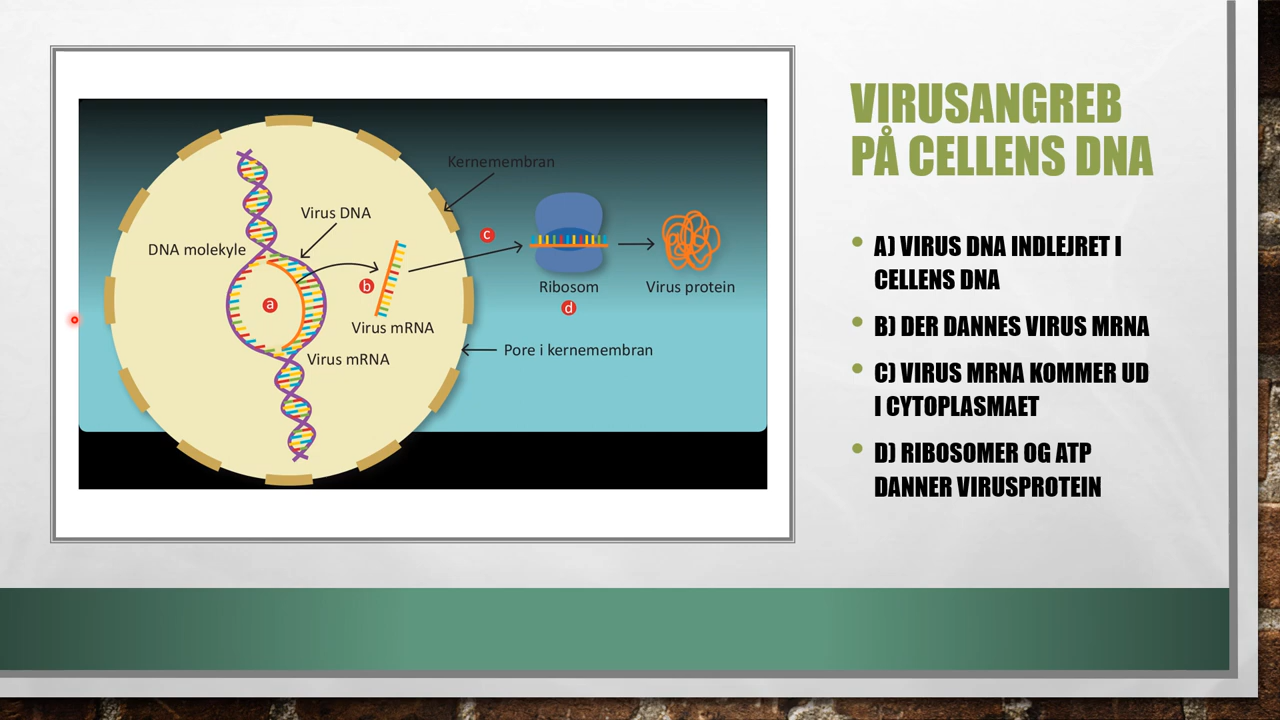 VIRUSANGREB
PÅ CELLENS DNA
Kernemembran
Virus DNA
DNA molekyle
c
b
a
Ribosom
Virus protein
d
Virus mRNA
Pore i kernemembran
Virus mRNA
A) VIRUS DNA INDLEJRET I
CELLENS DNA
B) DER DANNES VIRUS MRNA
C) VIRUS MRNA KOMMER UD
I CYTOPLASMAET
D) RIBOSOMER OG ATP
DANNER VIRUSPROTEIN